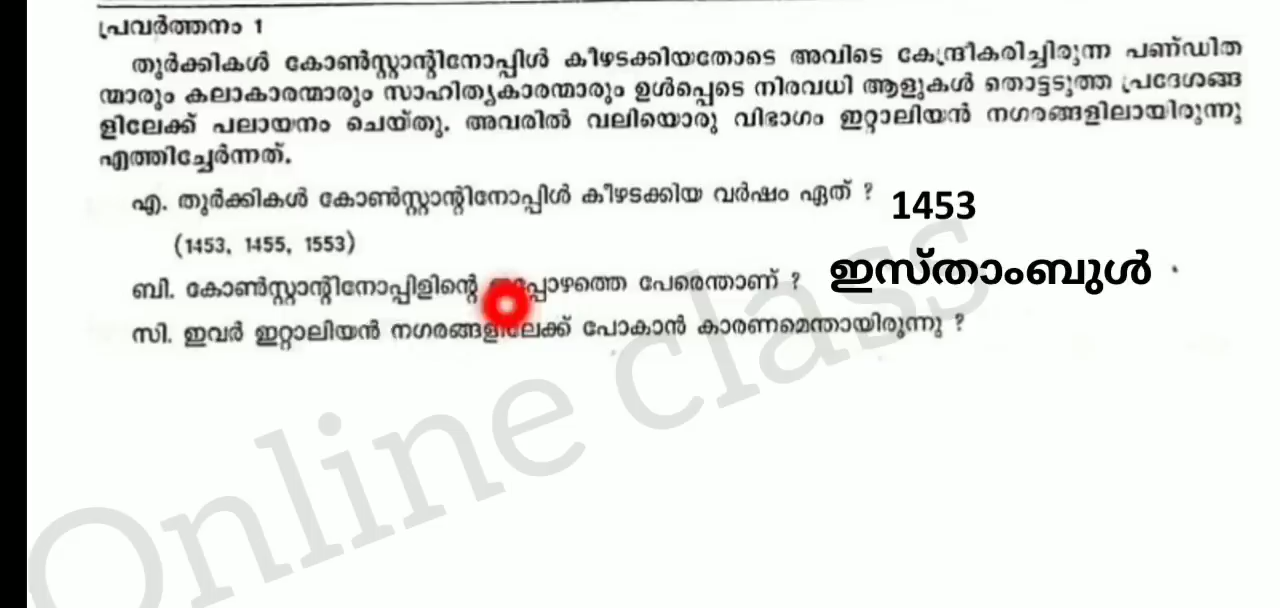 പ്രവർത്തനം 1
തുർക്കികൾ കോൺസ്റ്റാന്റിനോപ്പിൾ കീഴടക്കിയതോടെ അവിടെ കേന്ദ്രീകരിച്ചിരുന്ന പണ്ഡിത
ന്മാരും കലാകാരന്മാരും സാഹിത്യകാരന്മാരും ഉൾപ്പെടെ നിരവധി ആളുകൾ തൊട്ടടുത്ത പ്രദേശങ്ങ
ളിലേക്ക് പലായനം ചെയ്തു. അവരിൽ വലിയൊരു വിഭാഗം ഇറ്റാലിയൻ നഗരങ്ങളിലായിരുന്നു
എത്തിച്ചേർന്നത്.
എ. തുർക്കികൾ കോൺസ്റ്റാന്റിനോപ്പിൾ കീഴടക്കിയ വർഷം ഏത് ? 1453
(1453, 1455, 1553)
ബി. കോൺസ്റ്റാന്റിനോപ്പിളിന്റെ ഇപ്പോഴത്തെ പേരെന്താണ് ? ഇസ്താംബുൾ
സി. ഇവർ ഇറ്റാലിയൻ നഗരങ്ങളിലേക്ക് പോകാൻ കാരണമെന്തായിരുന്നു ?
Online class